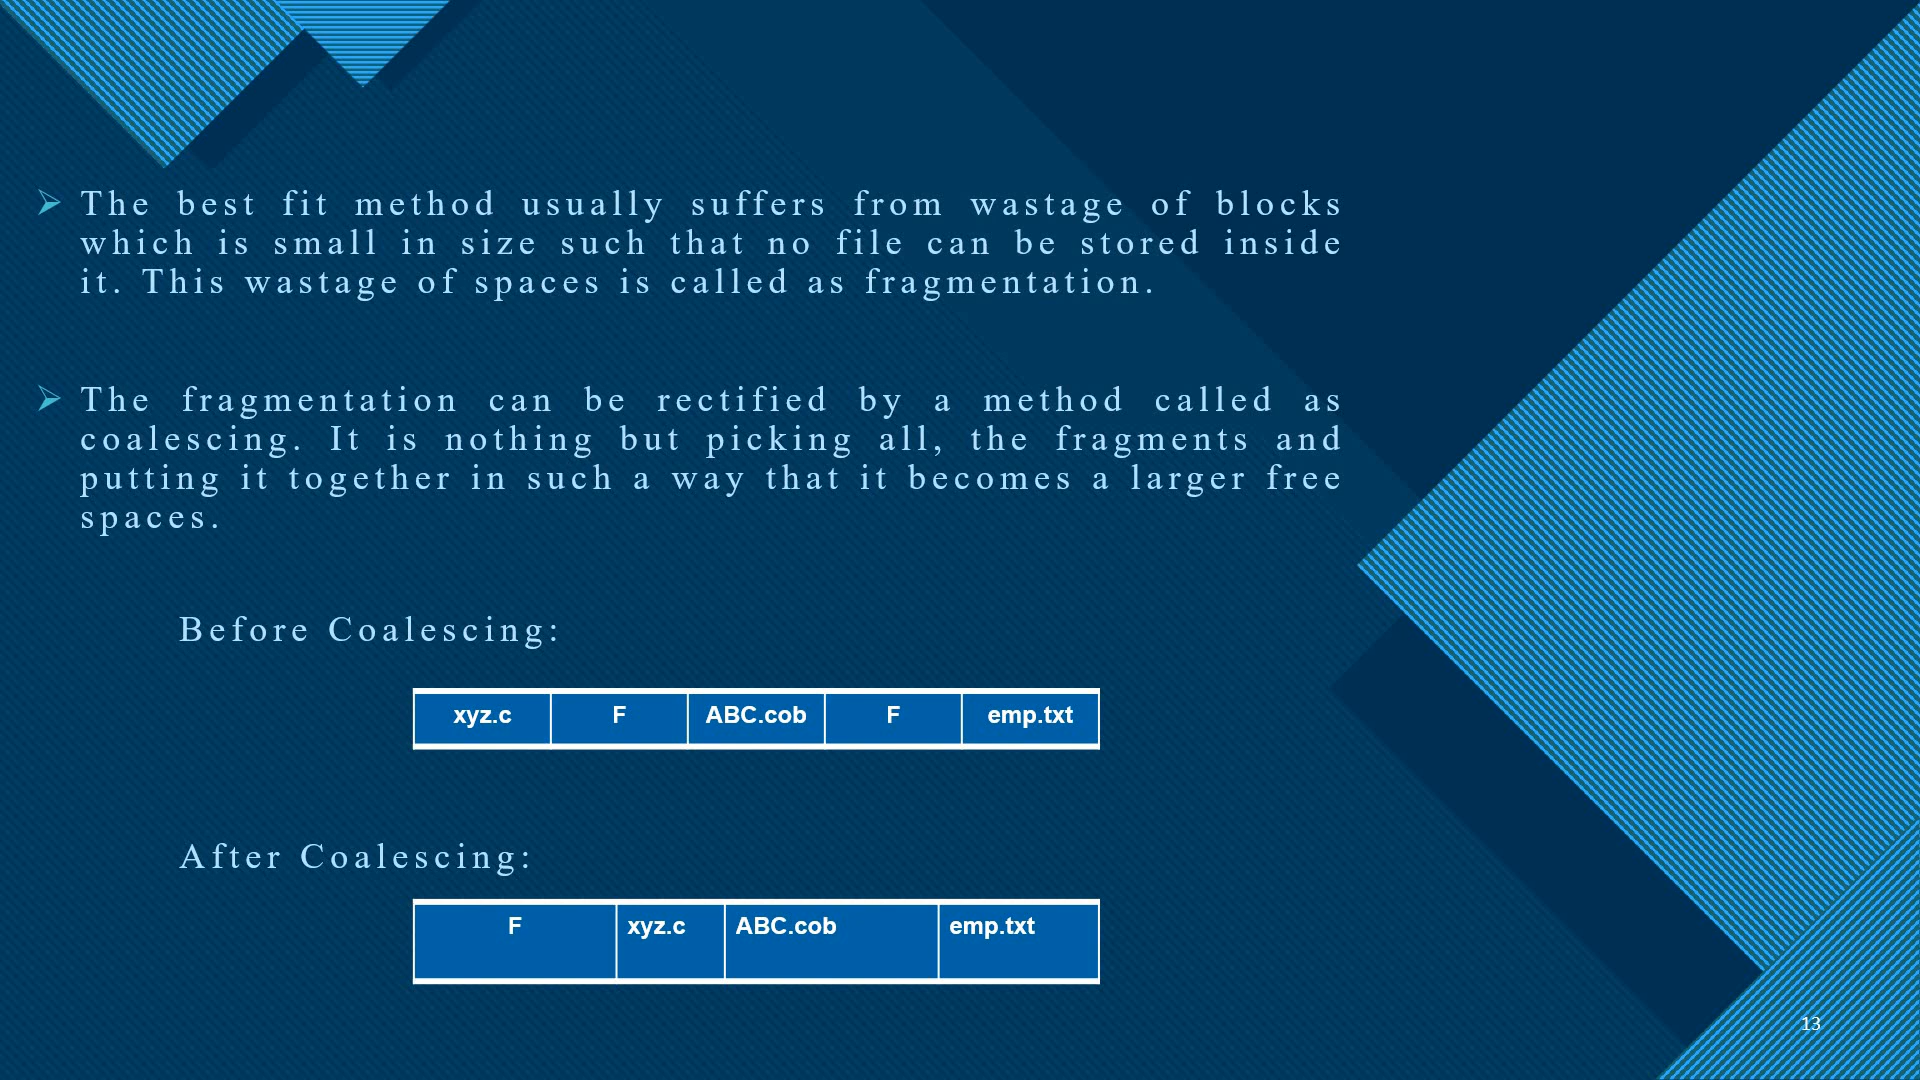 The best fit method usually suffers from wastage of blocks
which is small in size such that no file can be stored inside
it. This wastage of spaces is called as fragmentation.
The fragmentation can be rectified by a method called as
coalescing. It is nothing but picking all, the fragments and
putting it together in such a way that it becomes a larger free
spaces.
Before Coalescing:
xyz.c F ABC.cob F emp.txt
After Coalescing:
F xyz.c ABC.cob emp.txt
13